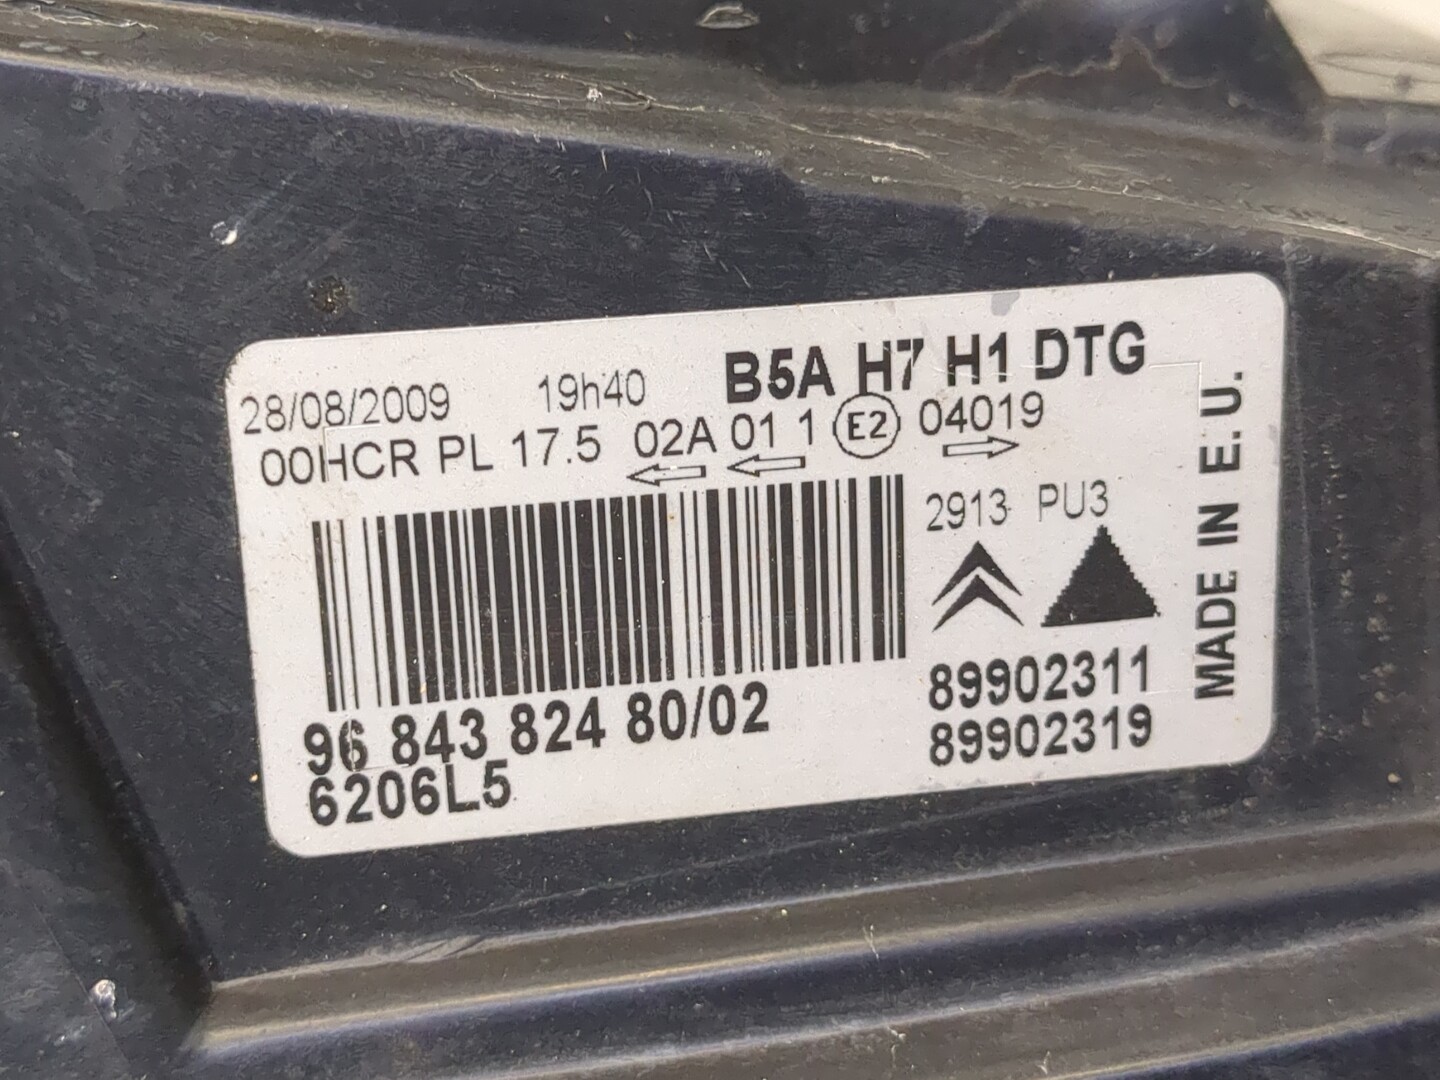 B5A H7 H1 DTG
28/08/2009 19h40
00HCR PL 17.5 02A 01 1 E2 04019
2913 PU3
96 843 824 80/02
6206L5
89902311
89902319
MADE IN E.U.